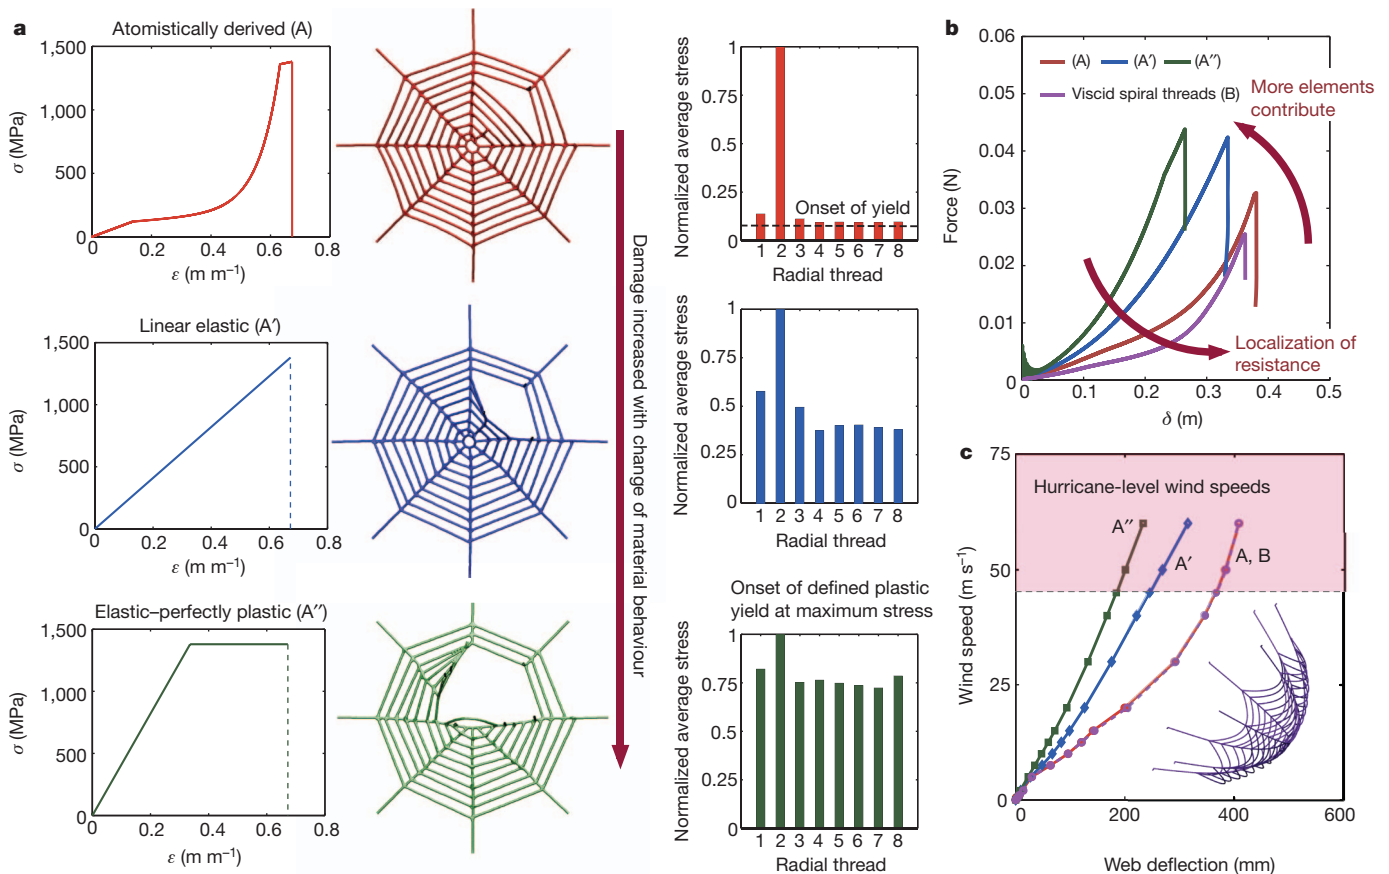 a
Atomistically derived (A)
1,500
1,000
500
0
σ (MPa)
0 0.2 0.4 0.6 0.8
ε (m m⁻¹)
Linear elastic (A′)
1,500
1,000
500
0
σ (MPa)
0 0.2 0.4 0.6 0.8
ε (m m⁻¹)
Elastic–perfectly plastic (A″)
1,500
1,000
500
0
σ (MPa)
0 0.2 0.4 0.6 0.8
ε (m m⁻¹)
Damage increased with change of material behaviour
1
0.75
0.5
0.25
0
Normalized average stress
Onset of yield
1 2 3 4 5 6 7 8
Radial thread
1
0.75
0.5
0.25
0
Normalized average stress
1 2 3 4 5 6 7 8
Radial thread
Onset of defined plastic
yield at maximum stress
1
0.75
0.5
0.25
0
Normalized average stress
1 2 3 4 5 6 7 8
Radial thread
b
0.06
0.05
0.04
0.03
0.02
0.01
0
Force (N)
(A) (A′) (A″)
Viscid spiral threads (B)
More elements
contribute
Localization of
resistance
0 0.1 0.2 0.3 0.4 0.5
δ (m)
c
75
50
25
0
Wind speed (m s⁻¹)
Hurricane-level wind speeds
A″
A′
A, B
0 200 400 600
Web deflection (mm)